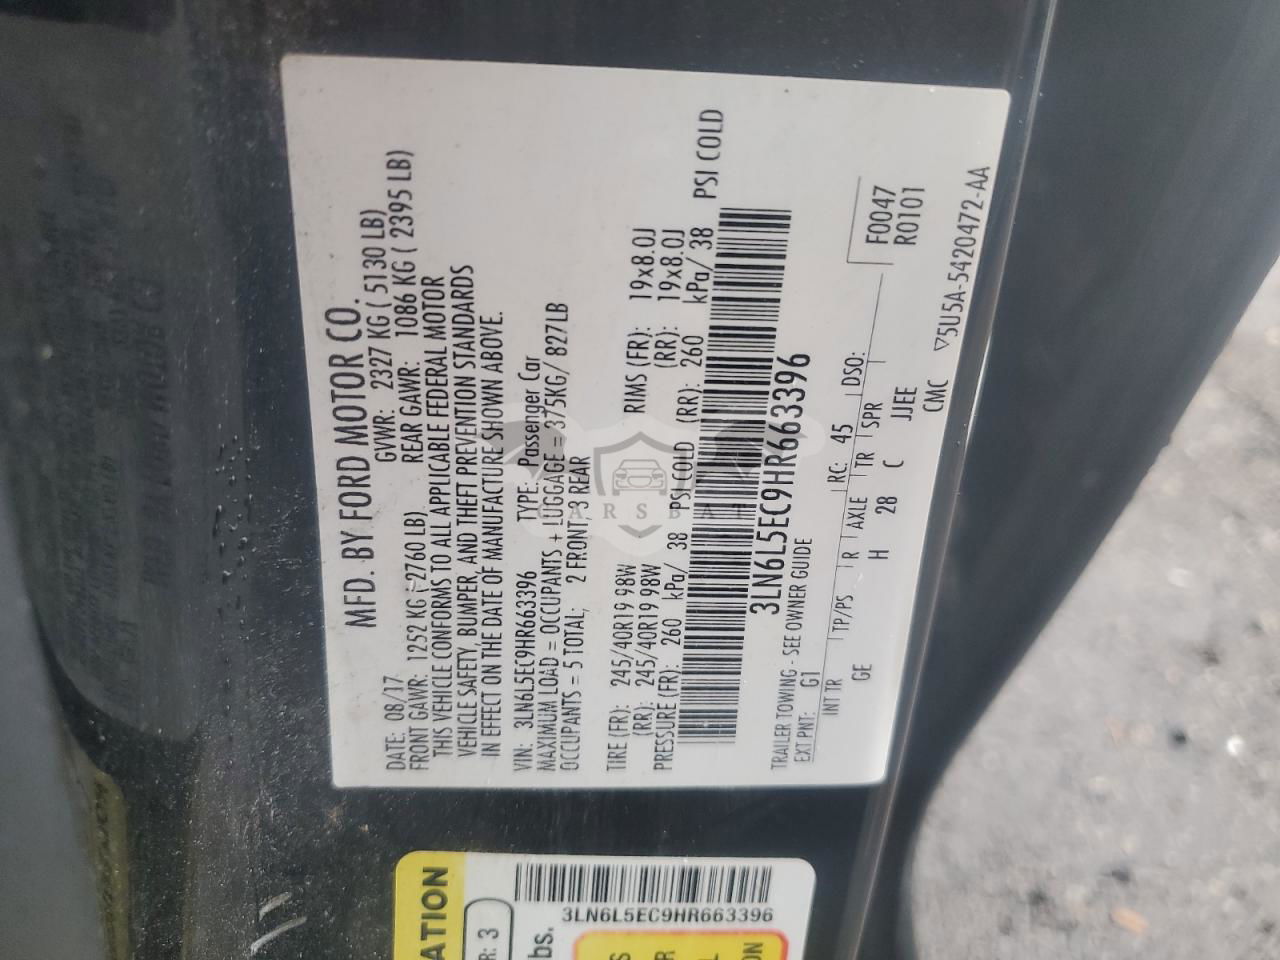 MFD. BY FORD MOTOR CO.
DATE: 08/17 GVWR: 2327 KG ( 5130 LB)
FRONT GAWR: 1252 KG ( 2760 LB) REAR GAWR: 1086 KG ( 2395 LB)
THIS VEHICLE CONFORMS TO ALL APPLICABLE FEDERAL MOTOR
VEHICLE SAFETY, BUMPER, AND THEFT PREVENTION STANDARDS
IN EFFECT ON THE DATE OF MANUFACTURE SHOWN ABOVE.
VIN: 3LN6L5EC9HR663396 TYPE: Passenger Car
MAXIMUM LOAD = OCCUPANTS + LUGGAGE = 375KG/ 827LB
OCCUPANTS = 5 TOTAL; 2 FRONT, 3 REAR
TIRE (FR): 245/40R19 98W RIMS (FR): 19x8.0J
(RR): 245/40R19 98W (RR): 19x8.0J
PRESSURE (FR): 260 kPa/ 38 PSI COLD (RR): 260 kPa/ 38 PSI COLD
3LN6L5EC9HR663396
TRAILER TOWING - SEE OWNER GUIDE
EXT PNT: G1 RC: 45 DSO:
INT TR TP/PS R AXLE TR SPR
GE H 28 C JJEE
F0047
R0101
CMC ▽5U5A-5420472-AA
CARSBAT
ATION
R: 3
3LN6L5EC9HR663396
bs.